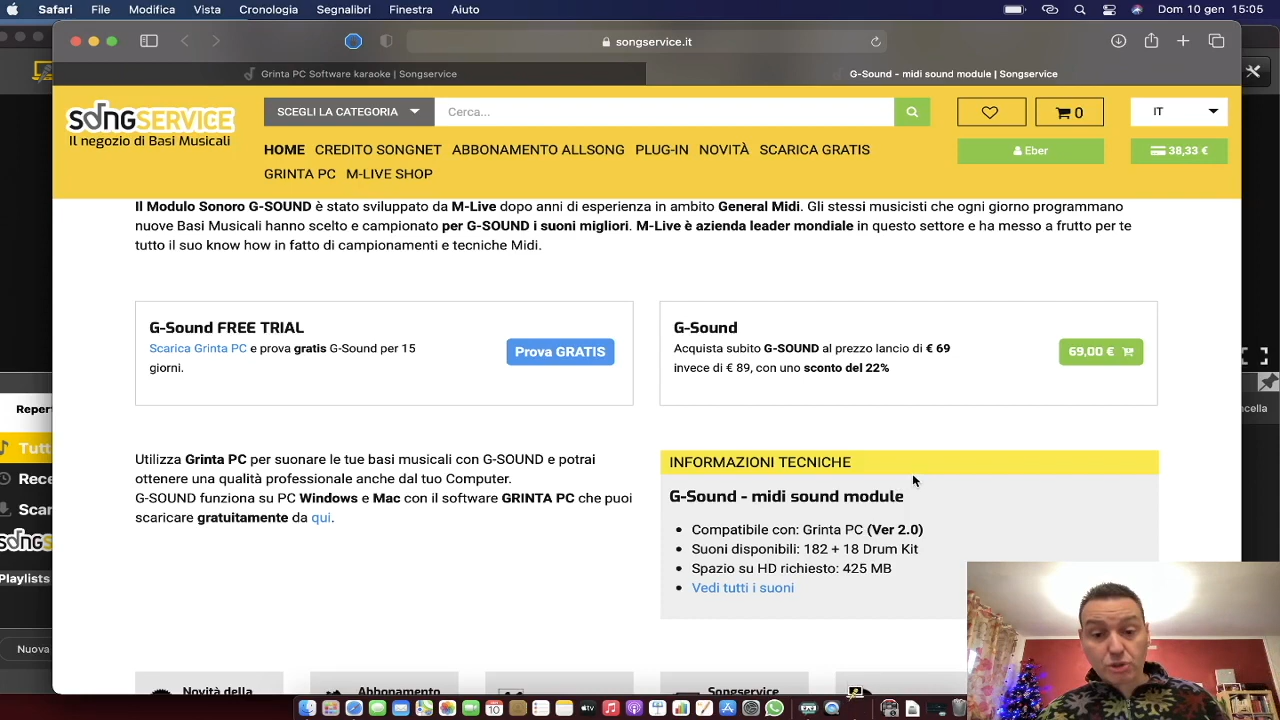 Safari File Modifica Vista Cronologia Segnalibri Finestra Aiuto Dom 10 gen 15:05
songservice.it
Grinta PC Software karaoke | Songservice
G-Sound - midi sound module | Songservice
SONGSERVICE
Il negozio di Basi Musicali
SCEGLI LA CATEGORIA Cerca... 0 IT
HOME CREDITO SONGNET ABBONAMENTO ALLSONG PLUG-IN NOVITÀ SCARICA GRATIS Eber 38,33 €
GRINTA PC M-LIVE SHOP
Il Modulo Sonoro G-SOUND è stato sviluppato da M-Live dopo anni di esperienza in ambito General Midi. Gli stessi musicisti che ogni giorno programmano
nuove Basi Musicali hanno scelto e campionato per G-SOUND i suoni migliori. M-Live è azienda leader mondiale in questo settore e ha messo a frutto per te
tutto il suo know how in fatto di campionamenti e tecniche Midi.
G-Sound FREE TRIAL
Scarica Grinta PC e prova gratis G-Sound per 15
giorni.
Prova GRATIS
G-Sound
Acquista subito G-SOUND al prezzo lancio di € 69
invece di € 89, con uno sconto del 22%
69,00 €
Utilizza Grinta PC per suonare le tue basi musicali con G-SOUND e potrai
ottenere una qualità professionale anche dal tuo Computer.
G-SOUND funziona su PC Windows e Mac con il software GRINTA PC che puoi
scaricare gratuitamente da qui.
INFORMAZIONI TECNICHE
G-Sound - midi sound module
Compatibile con: Grinta PC (Ver 2.0)
Suoni disponibili: 182 + 18 Drum Kit
Spazio su HD richiesto: 425 MB
Vedi tutti i suoni
Novità della
Abbonamento
Songservice
Repert
Tutt
Rece
Scar
song
Playlists
Nuova
ncella